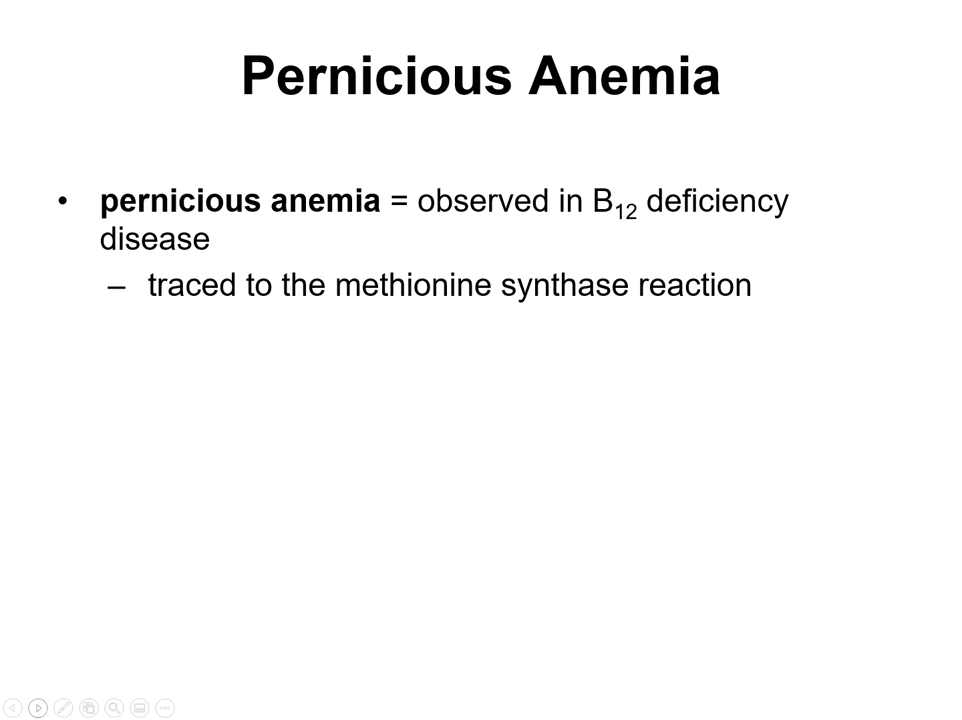 Pernicious Anemia
• pernicious anemia = observed in B₁₂ deficiency
disease
– traced to the methionine synthase reaction